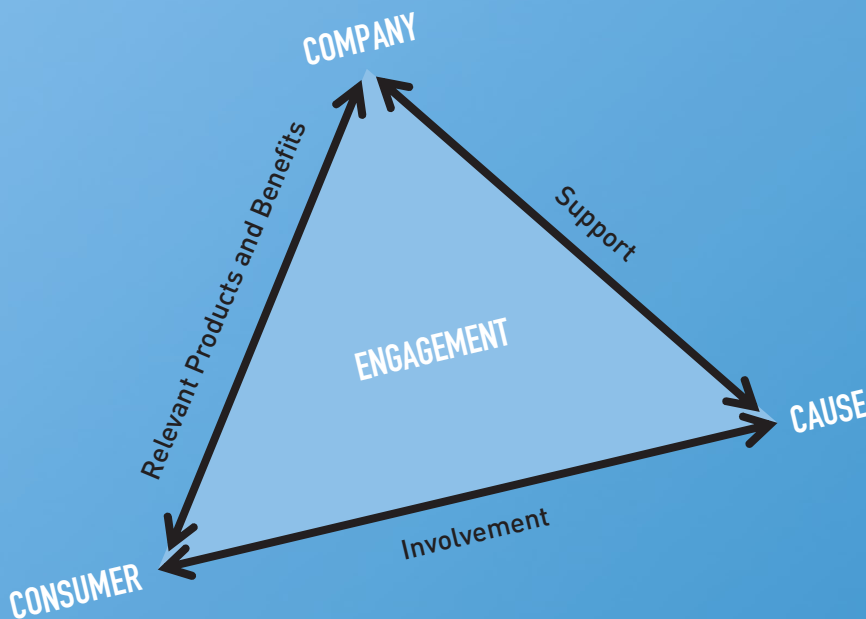 COMPANY
Relevant Products and Benefits
Support
ENGAGEMENT
CAUSE
Involvement
CONSUMER